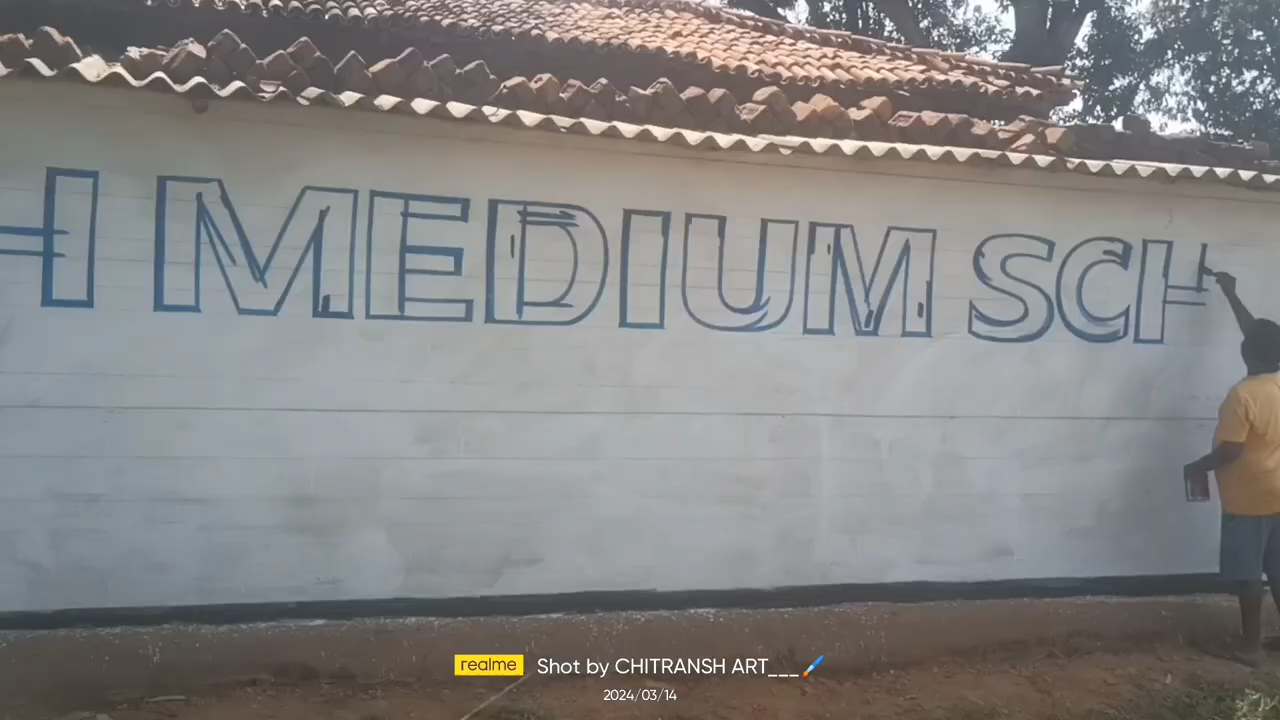 H MEDIUM SCH
realme Shot by CHITRANSH ART___🖌️
2024/03/14